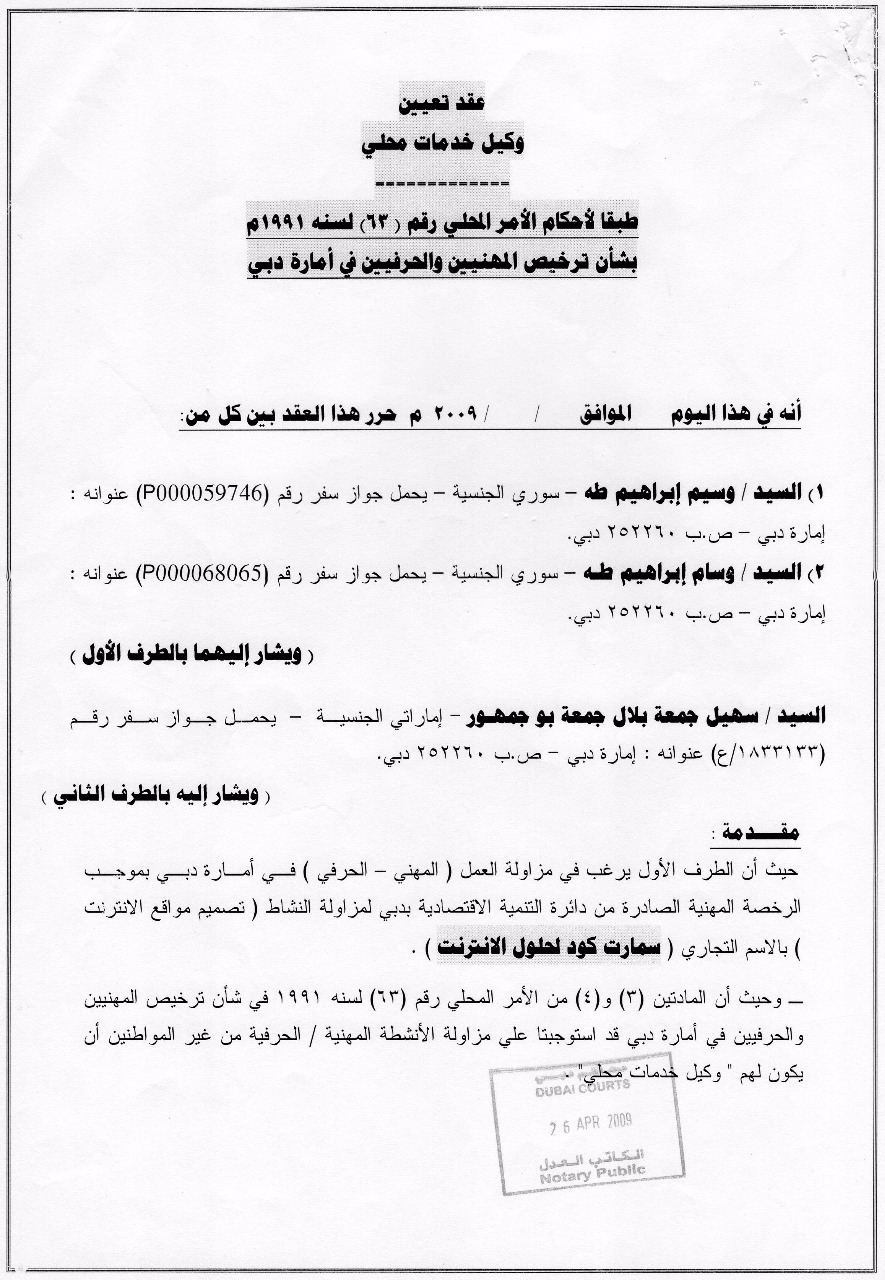 عقد تعيين
وكيل خدمات محلي
------------
طبقا لأحكام الأمر المحلي رقم (٦٣) لسنه ١٩٩١م
بشأن ترخيص المهنيين والحرفيين في أمارة دبي
أنه في هذا اليوم الموافق / / ٢٠٠٩ م حرر هذا العقد بين كل من:
١) السيد / وسيم إبراهيم طه – سوري الجنسية – يحمل جواز سفر رقم (P000059746) عنوانه :
إمارة دبي – ص.ب ٢٥٢٢٦٠ دبي.
٢) السيد / وسام إبراهيم طه – سوري الجنسية – يحمل جواز سفر رقم (P000068065) عنوانه :
إمارة دبي – ص.ب ٢٥٢٢٦٠ دبي.
( ويشار إليهما بالطرف الأول )
السيد / سهيل جمعة بلال جمعة بو جمهور – إماراتي الجنسية – يحمل جواز سفر رقم
(١٨٣٣١٣٣/ع) عنوانه : إمارة دبي – ص.ب ٢٥٢٢٦٠ دبي.
( ويشار إليه بالطرف الثاني )
مقدمة :
حيث أن الطرف الأول يرغب في مزاولة العمل ( المهني – الحرفي ) في أمارة دبي بموجب
الرخصة المهنية الصادرة من دائرة التنمية الاقتصادية بدبي لمزاولة النشاط ( تصميم مواقع الانترنت
) بالاسم التجاري ( سمارت كود لحلول الانترنت ) .
ـ وحيث أن المادتين (٣) و(٤) من الأمر المحلي رقم (٦٣) لسنه ١٩٩١ في شأن ترخيص المهنيين
والحرفيين في أمارة دبي قد استوجبتا علي مزاولة الأنشطة المهنية / الحرفية من غير المواطنين أن
يكون لهم " وكيل خدمات محلي" .
DUBAI COURTS
26 APR 2009
الكاتب العدل
Notary Public